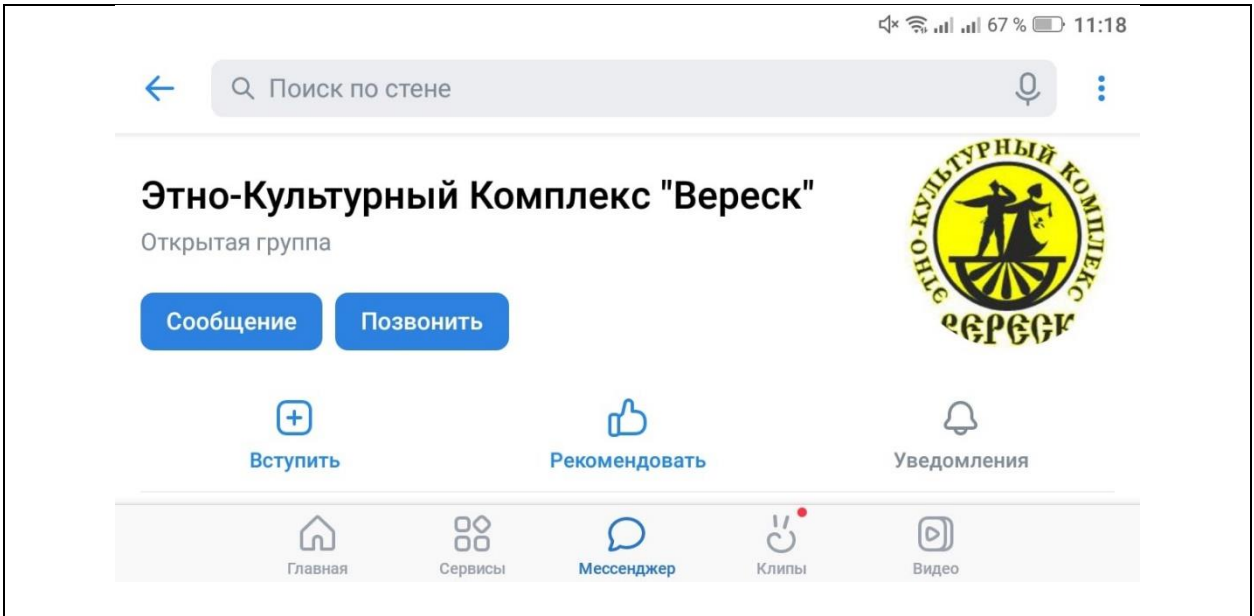 67 % 11:18
Поиск по стене
Этно-Культурный Комплекс "Вереск"
Открытая группа
ЭТНО-КУЛЬТУРНЫЙ КОМПЛЕКС
ВЕРЕСК
Сообщение Позвонить
Вступить Рекомендовать Уведомления
Главная Сервисы Мессенджер Клипы Видео